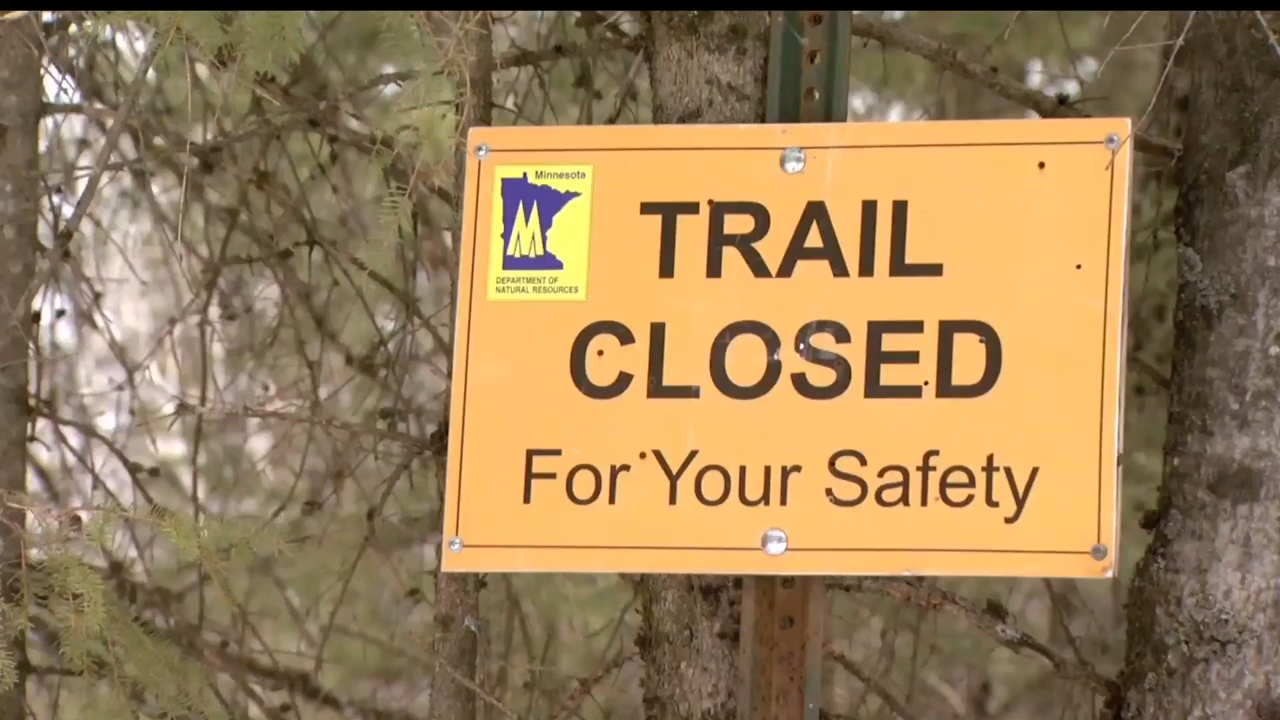 Minnesota
M
DEPARTMENT OF
NATURAL RESOURCES
TRAIL
CLOSED
For Your Safety